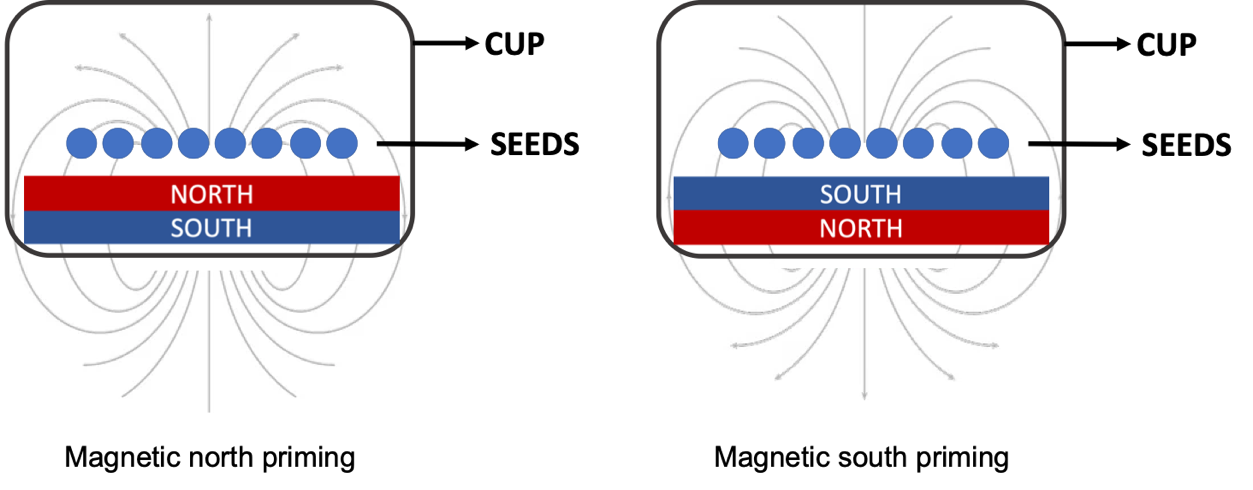 CUP
SEEDS
NORTH
SOUTH
Magnetic north priming
CUP
SEEDS
SOUTH
NORTH
Magnetic south priming